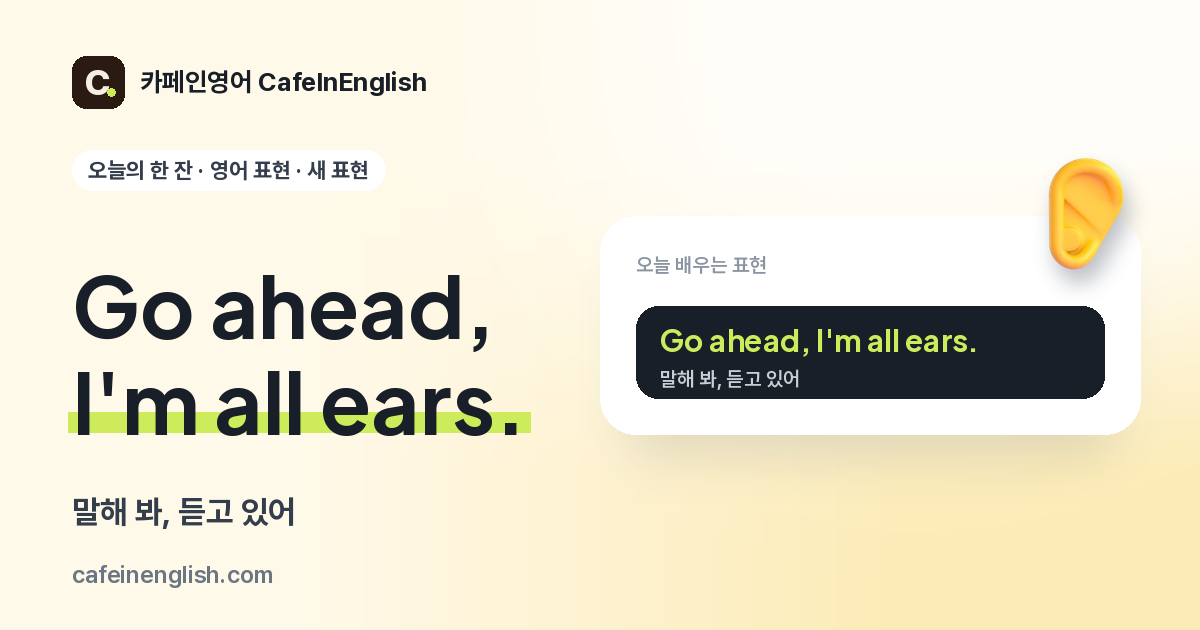 C.
카페인영어 CafeInEnglish
오늘의 한 잔 · 영어 표현 · 새 표현
Go ahead,
I'm all ears.
말해 봐, 듣고 있어
cafeinenglish.com
오늘 배우는 표현
Go ahead, I'm all ears.
말해 봐, 듣고 있어